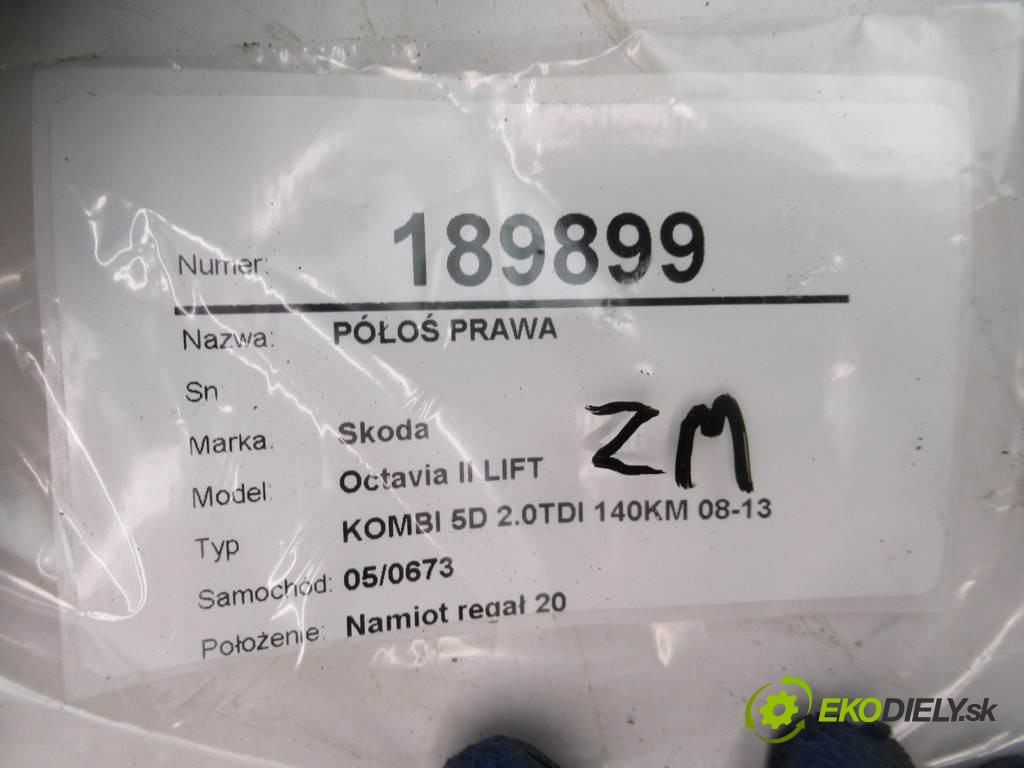 Numer: 189899
Nazwa: PÓŁOŚ PRAWA
Sn
Marka: Skoda
ZM
Model: Octavia II LIFT
Typ KOMBI 5D 2.0TDI 140KM 08-13
Samochód: 05/0673
Położenie: Namiot regał 20
EKODIELY.sk